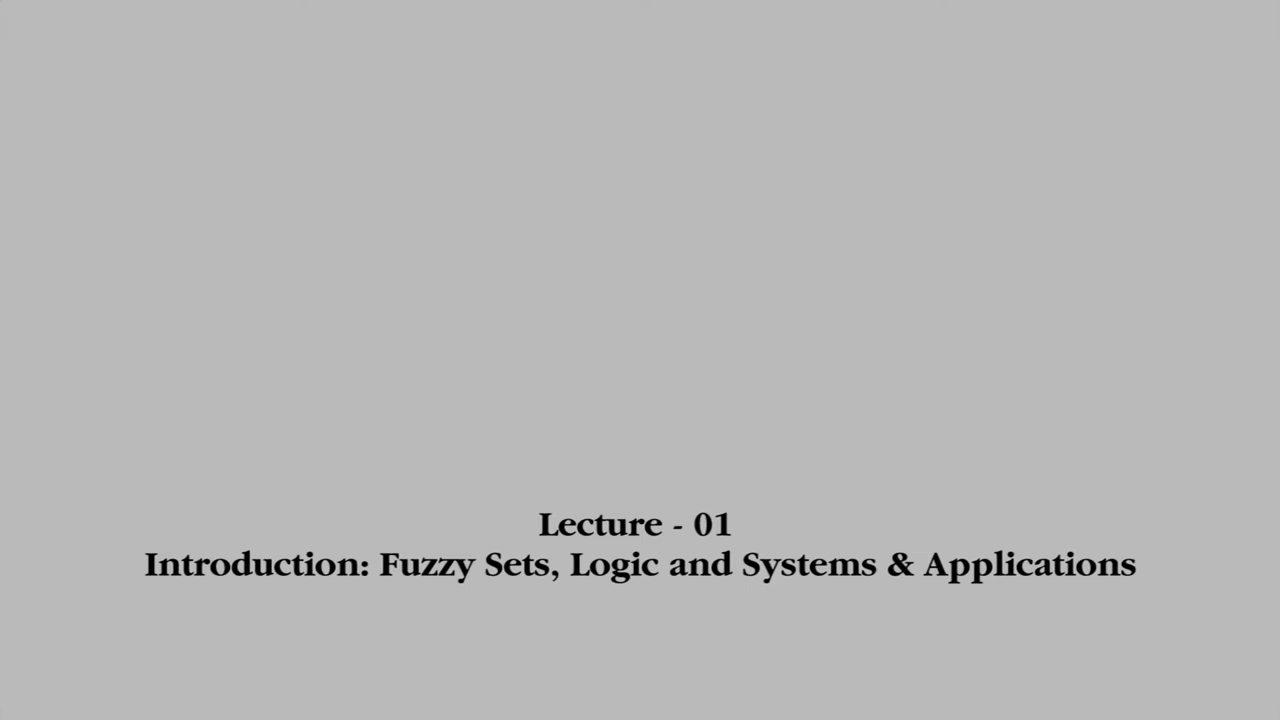 Lecture - 01
Introduction: Fuzzy Sets, Logic and Systems & Applications